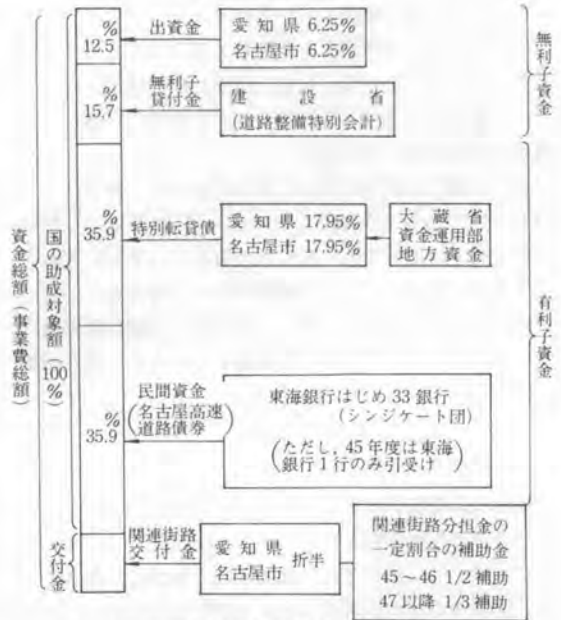 資金総額（事業費総額）
国の助成対象額（100%）
交付金
%
12.5
出資金
愛知県 6.25%
名古屋市 6.25%
無利子資金
%
15.7
無利子
貸付金
建設省
(道路整備特別会計)
%
35.9
特別転貸債
愛知県 17.95%
名古屋市 17.95%
大蔵省
資金運用部
地方資金
有利子資金
%
35.9
民間資金
(名古屋高速
道路債券)
東海銀行はじめ33銀行
(シンジケート団)
(ただし，45年度は東海
銀行1行のみ引受け)
関連街路
交付金
愛知県
名古屋市
折半
関連街路分担金の
一定割合の補助金
45～46 1/2補助
47以降 1/3補助